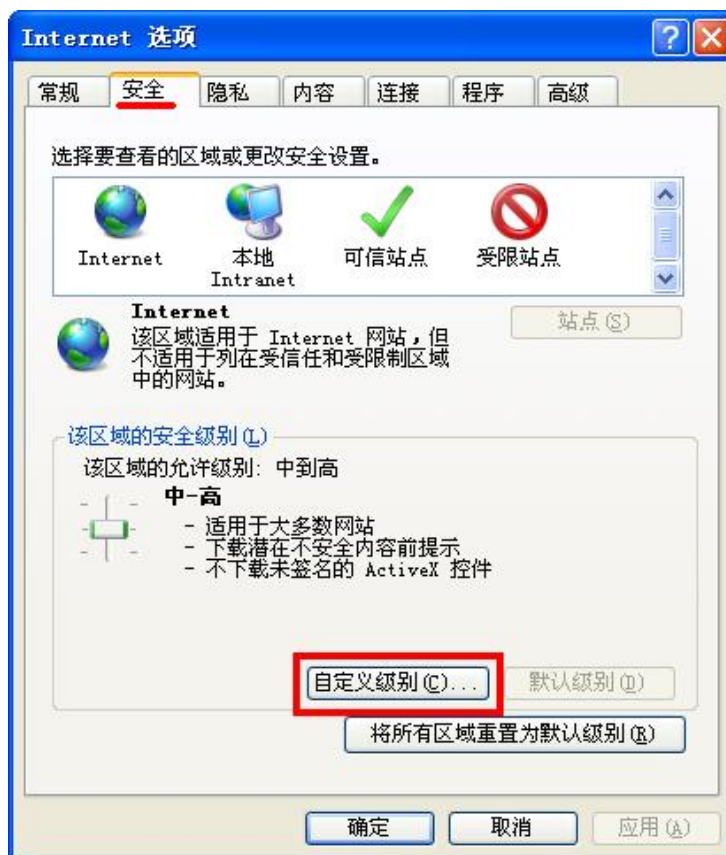 Internet 选项
常规 安全 隐私 内容 连接 程序 高级
选择要查看的区域或更改安全设置。
Internet 本地 Intranet 可信站点 受限站点
Internet
站点(S)
该区域适用于 Internet 网站，但
不适用于列在受信任和受限制区域
中的网站。
该区域的安全级别(L)
该区域的允许级别: 中到高
中-高
- 适用于大多数网站
- 下载潜在不安全内容前提示
- 不下载未签名的 ActiveX 控件
自定义级别(C)... 默认级别(D)
将所有区域重置为默认级别(R)
确定 取消 应用(A)